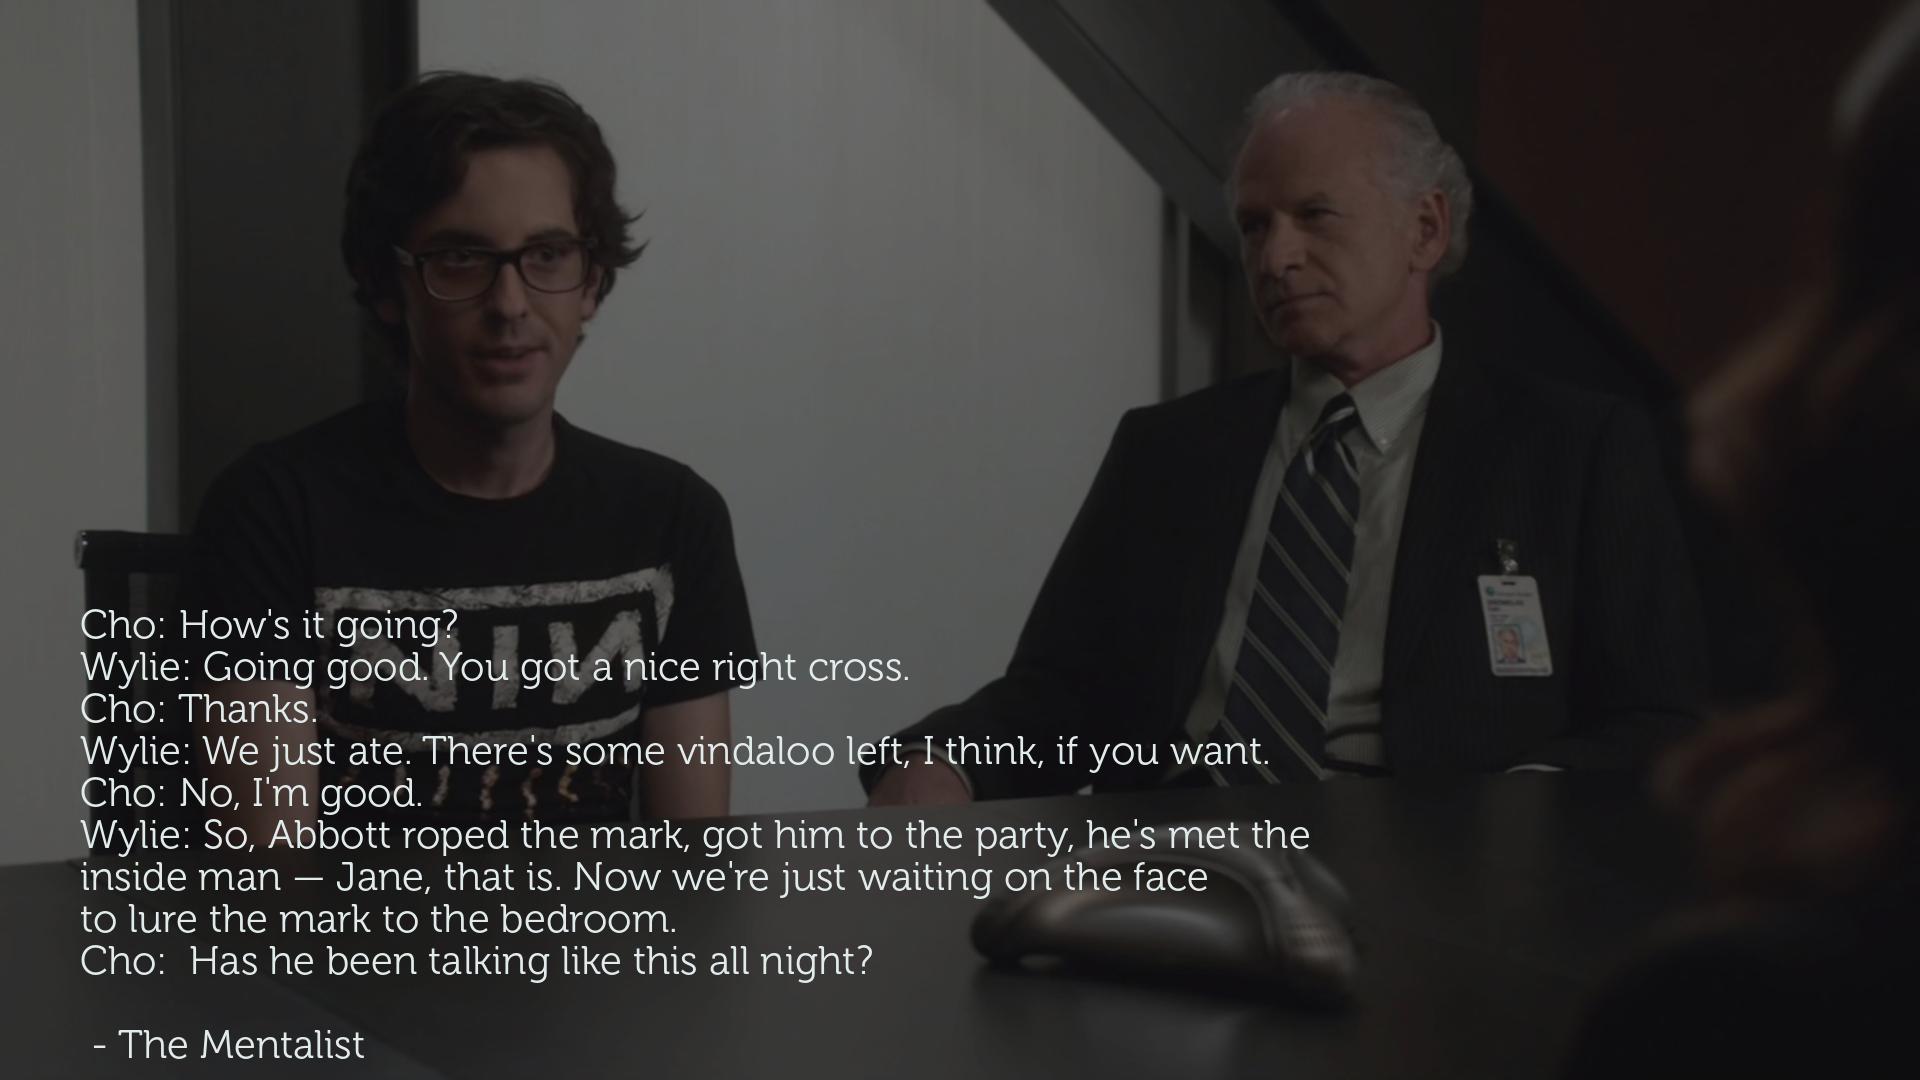 NIN
Cho: How's it going?
Wylie: Going good. You got a nice right cross.
Cho: Thanks.
Wylie: We just ate. There's some vindaloo left, I think, if you want.
Cho: No, I'm good.
Wylie: So, Abbott roped the mark, got him to the party, he's met the
inside man — Jane, that is. Now we're just waiting on the face
to lure the mark to the bedroom.
Cho:  Has he been talking like this all night?
- The Mentalist